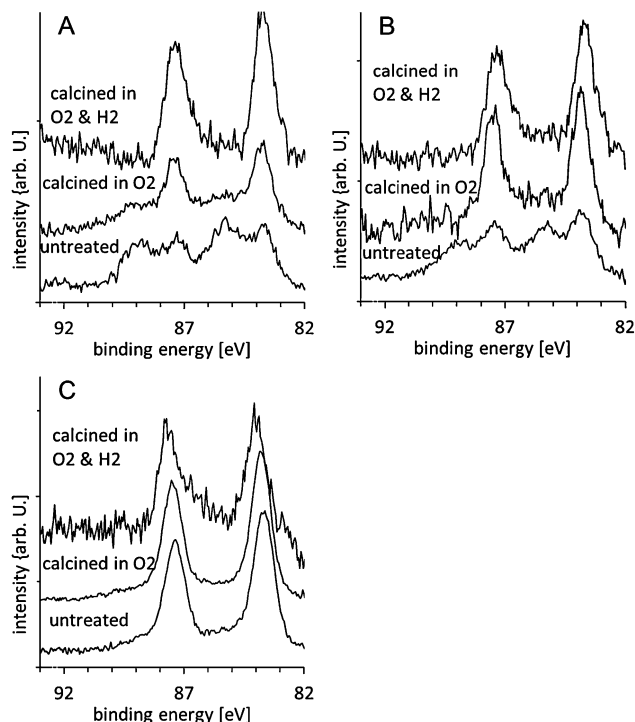 A
calcined in
O2 & H2
calcined in O2
untreated
intensity {arb. U.]
92 87 82
binding energy [eV]
B
calcined in
O2 & H2
calcined in O2
untreated
intensity {arb. U.]
92 87 82
binding energy [eV]
C
calcined in
O2 & H2
calcined in O2
untreated
intensity {arb. U.]
92 87 82
binding energy [eV]